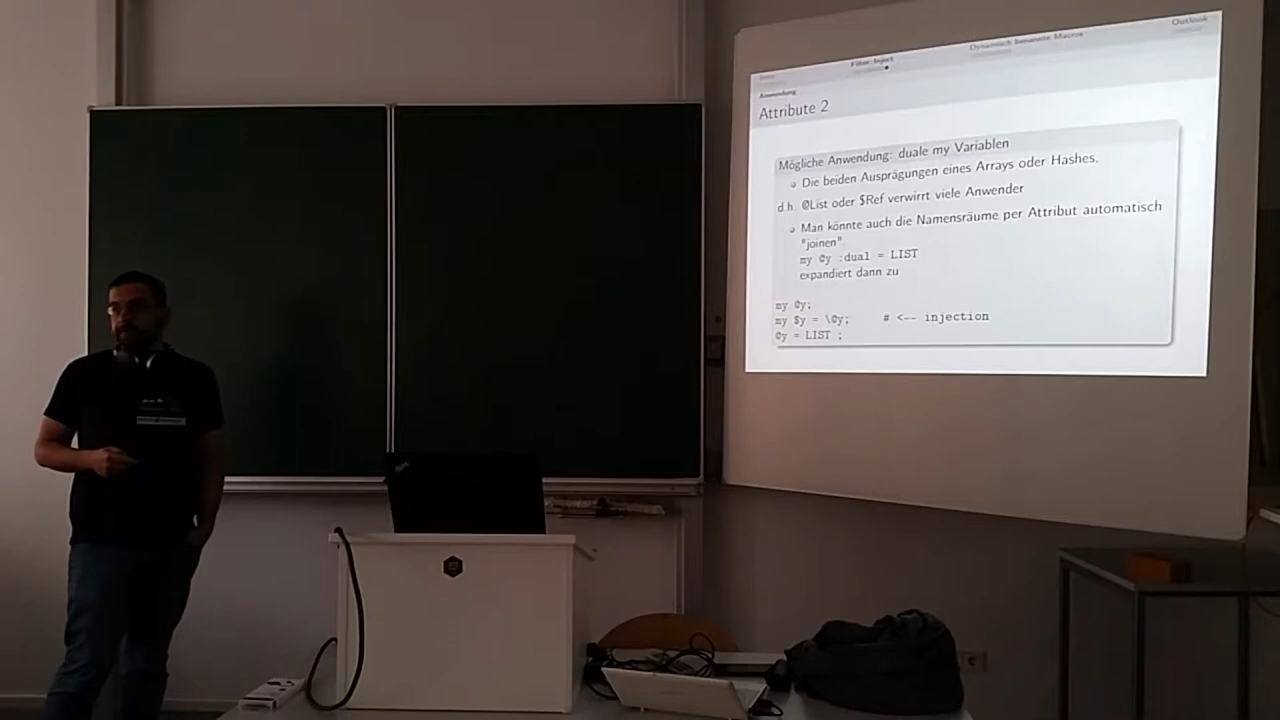 Filter::Inject
Dynamisch benannte Macros
Outlook
Anwendung
Attribute 2
Mögliche Anwendung: duale my Variablen
Die beiden Ausprägungen eines Arrays oder Hashes,
d.h. @List oder $Ref verwirrt viele Anwender
Man könnte auch die Namensräume per Attribut automatisch
"joinen"
my @y :dual = LIST
expandiert dann zu
my @y;
my $y = \@y; # <-- injection
@y = LIST ;